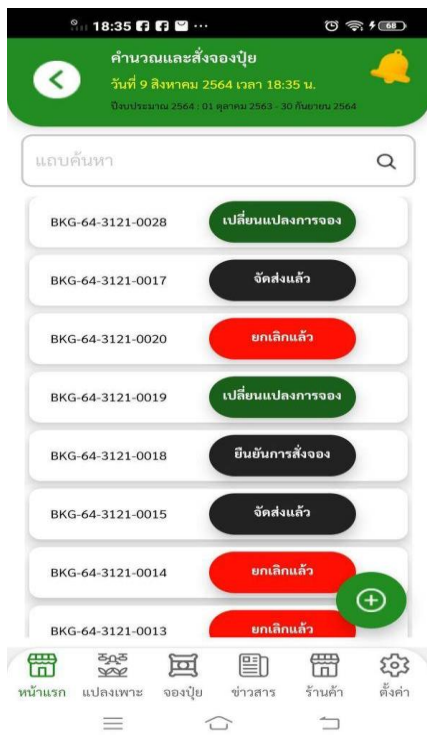 18:35
68
คำนวณและสั่งจองปุ๋ย
วันที่ 9 สิงหาคม 2564 เวลา 18:35 น.
ปีงบประมาณ 2564 : 01 ตุลาคม 2563 - 30 กันยายน 2564
แถบค้นหา
BKG-64-3121-0028 เปลี่ยนแปลงการจอง
BKG-64-3121-0017 จัดส่งแล้ว
BKG-64-3121-0020 ยกเลิกแล้ว
BKG-64-3121-0019 เปลี่ยนแปลงการจอง
BKG-64-3121-0018 ยืนยันการสั่งจอง
BKG-64-3121-0015 จัดส่งแล้ว
BKG-64-3121-0014 ยกเลิกแล้ว
BKG-64-3121-0013 ยกเลิกแล้ว
หน้าแรก แปลงเพาะ จองปุ๋ย ข่าวสาร ร้านค้า ตั้งค่า